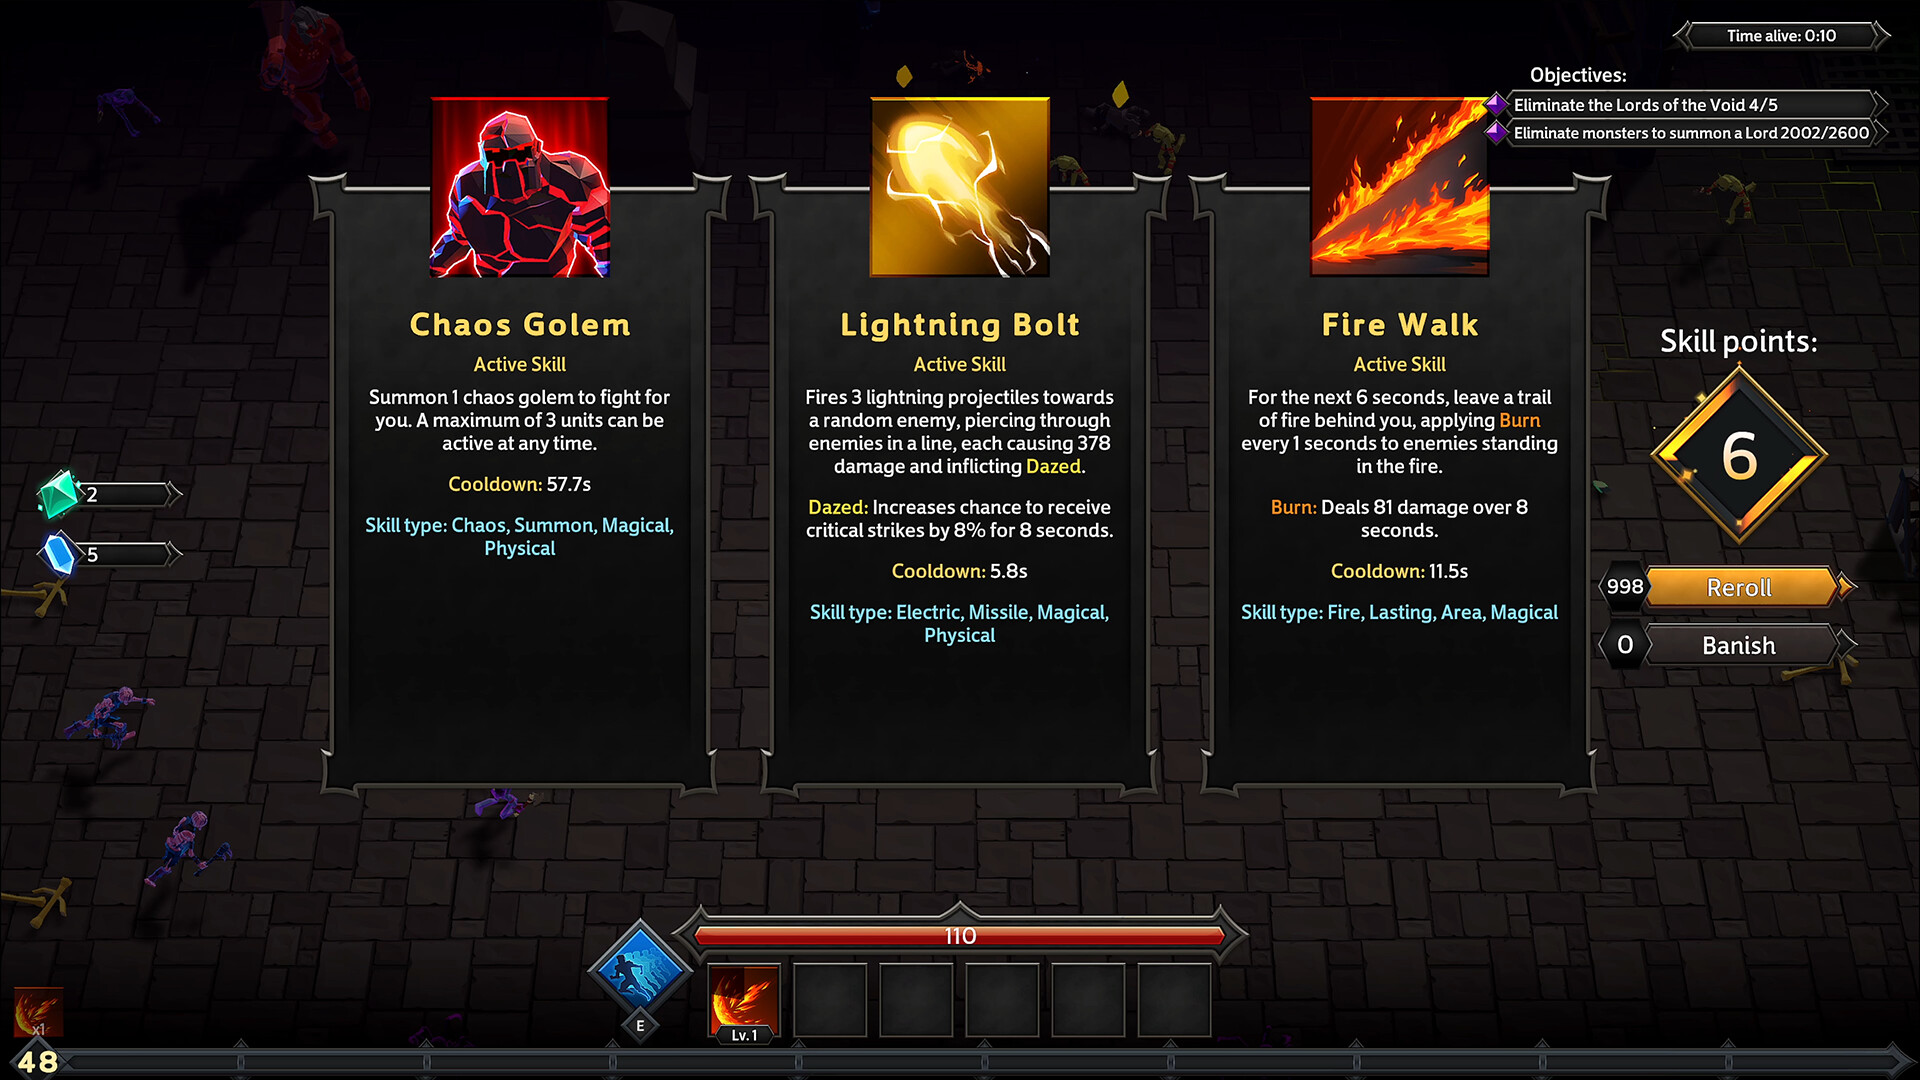 Time alive: 0:10
Objectives:
Eliminate the Lords of the Void 4/5
Eliminate monsters to summon a Lord 2002/2600
Chaos Golem
Active Skill
Summon 1 chaos golem to fight for
you. A maximum of 3 units can be
active at any time.
Cooldown: 57.7s
Skill type: Chaos, Summon, Magical,
Physical
Lightning Bolt
Active Skill
Fires 3 lightning projectiles towards
a random enemy, piercing through
enemies in a line, each causing 378
damage and inflicting Dazed.
Dazed: Increases chance to receive
critical strikes by 8% for 8 seconds.
Cooldown: 5.8s
Skill type: Electric, Missile, Magical,
Physical
Fire Walk
Active Skill
For the next 6 seconds, leave a trail
of fire behind you, applying Burn
every 1 seconds to enemies standing
in the fire.
Burn: Deals 81 damage over 8
seconds.
Cooldown: 11.5s
Skill type: Fire, Lasting, Area, Magical
Skill points:
6
998 Reroll
0 Banish
2
5
110
E
Lv. 1
x1
48